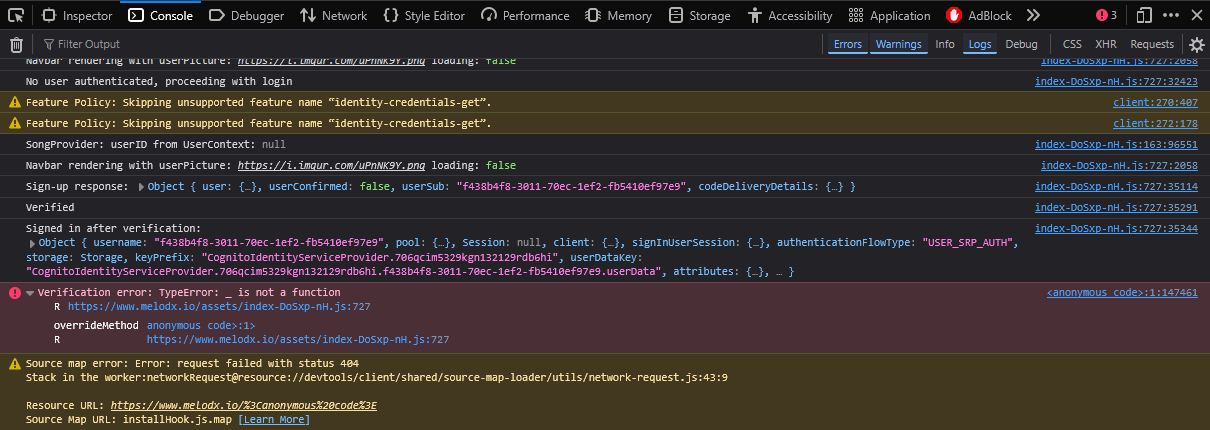 Inspector Console Debugger Network Style Editor Performance Memory Storage Accessibility Application AdBlock 3
Filter Output Errors Warnings Info Logs Debug CSS XHR Requests
Navbar rendering with userPicture: https://i.imgur.com/uPnNK9Y.png loading: false index-DoSxp-nH.js:727:2058
No user authenticated, proceeding with login index-DoSxp-nH.js:727:32423
Feature Policy: Skipping unsupported feature name “identity-credentials-get”. client:270:407
Feature Policy: Skipping unsupported feature name “identity-credentials-get”. client:272:178
SongProvider: userID from UserContext: null index-DoSxp-nH.js:163:96551
Navbar rendering with userPicture: https://i.imgur.com/uPnNK9Y.png loading: false index-DoSxp-nH.js:727:2058
Sign-up response: Object { user: {…}, userConfirmed: false, userSub: "f438b4f8-3011-70ec-1ef2-fb5410ef97e9", codeDeliveryDetails: {…} } index-DoSxp-nH.js:727:35114
Verified index-DoSxp-nH.js:727:35291
Signed in after verification: index-DoSxp-nH.js:727:35344
Object { username: "f438b4f8-3011-70ec-1ef2-fb5410ef97e9", pool: {…}, Session: null, client: {…}, signInUserSession: {…}, authenticationFlowType: "USER_SRP_AUTH",
storage: Storage, keyPrefix: "CognitoIdentityServiceProvider.706qcim5329kgn132129rdb6hi", userDataKey:
"CognitoIdentityServiceProvider.706qcim5329kgn132129rdb6hi.f438b4f8-3011-70ec-1ef2-fb5410ef97e9.userData", attributes: {…}, … }
Verification error: TypeError: _ is not a function <anonymous code>:1:147461
R https://www.melodx.io/assets/index-DoSxp-nH.js:727
overrideMethod anonymous code>:1>
R https://www.melodx.io/assets/index-DoSxp-nH.js:727
Source map error: Error: request failed with status 404
Stack in the worker:networkRequest@resource://devtools/client/shared/source-map-loader/utils/network-request.js:43:9
Resource URL: https://www.melodx.io/%3Canonymous%20code%3E
Source Map URL: installHook.js.map [Learn More]